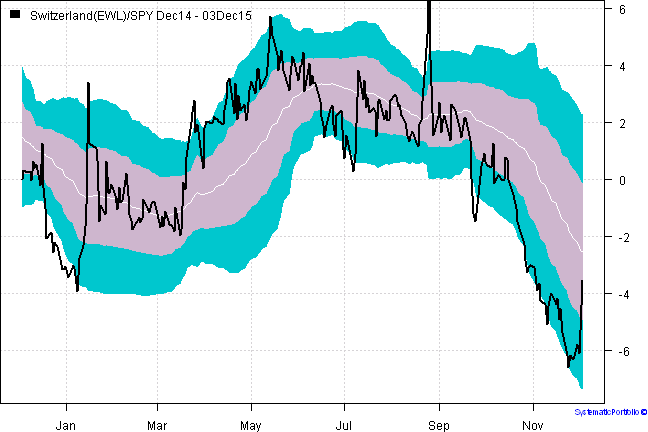 Switzerland(EWL)/SPY Dec14 - 03Dec15
6
4
2
0
-2
-4
-6
Jan Mar May Jul Sep Nov
SystematicPortfolio ©